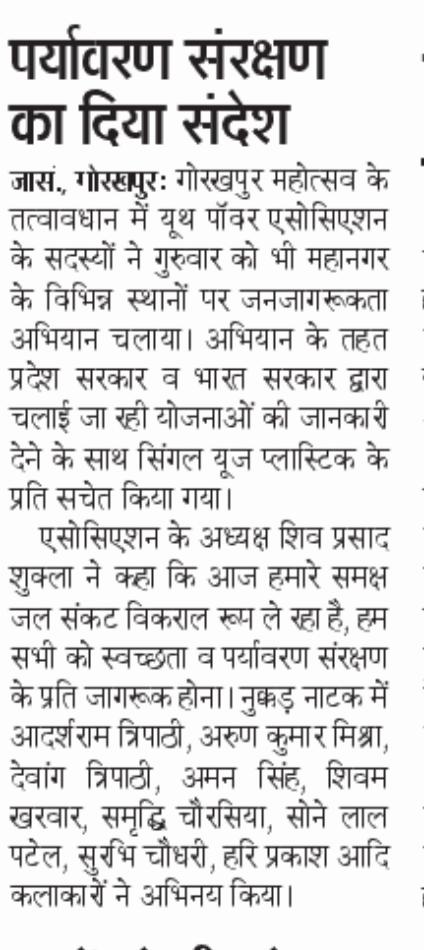 पर्यावरण संरक्षण
का दिया संदेश
जासं., गोरखपुर: गोरखपुर महोत्सव के
तत्वावधान में यूथ पॉवर एसोसिएशन
के सदस्यों ने गुरुवार को भी महानगर
के विभिन्न स्थानों पर जनजागरूकता
अभियान चलाया। अभियान के तहत
प्रदेश सरकार व भारत सरकार द्वारा
चलाई जा रही योजनाओं की जानकारी
देने के साथ सिंगल यूज प्लास्टिक के
प्रति सचेत किया गया।
एसोसिएशन के अध्यक्ष शिव प्रसाद
शुक्ला ने कहा कि आज हमारे समक्ष
जल संकट विकराल रूप ले रहा है, हम
सभी को स्वच्छता व पर्यावरण संरक्षण
के प्रति जागरूक होना। नुक्कड़ नाटक में
आदर्शराम त्रिपाठी, अरुण कुमार मिश्रा,
देवांग त्रिपाठी, अमन सिंह, शिवम
खरवार, समृद्धि चौरसिया, सोने लाल
पटेल, सुरभि चौधरी, हरि प्रकाश आदि
कलाकारों ने अभिनय किया।